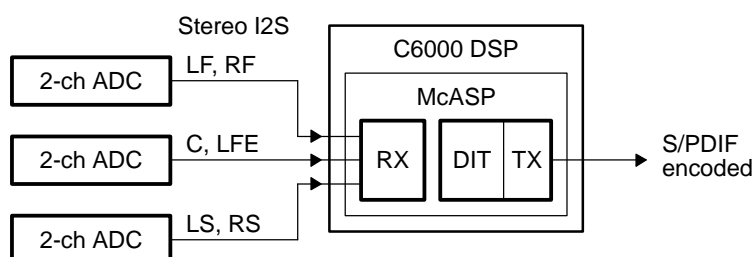 Stereo I2S
C6000 DSP
2-ch ADC
LF, RF
McASP
2-ch ADC
C, LFE
RX
DIT
TX
S/PDIF
encoded
2-ch ADC
LS, RS